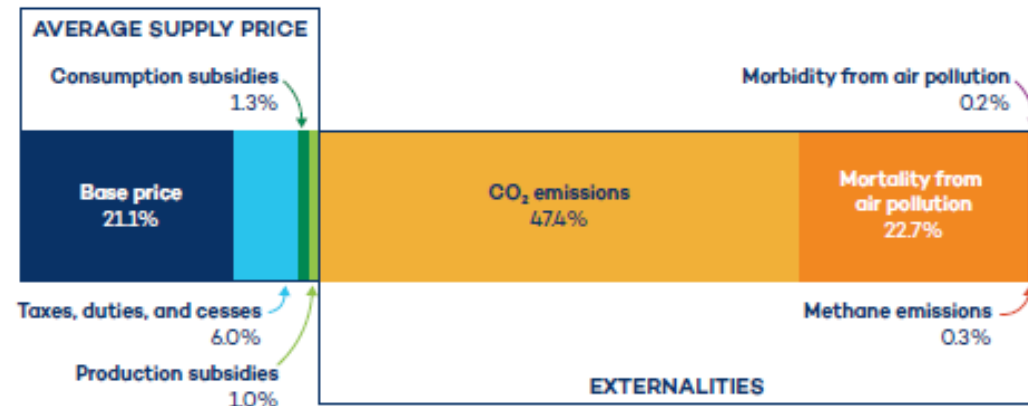 AVERAGE SUPPLY PRICE
Consumption subsidies
1.3%
Morbidity from air pollution
0.2%
Base price
21.1%
CO₂ emissions
47.4%
Mortality from
air pollution
22.7%
Taxes, duties, and cesses
6.0%
Methane emissions
0.3%
Production subsidies
1.0%
EXTERNALITIES